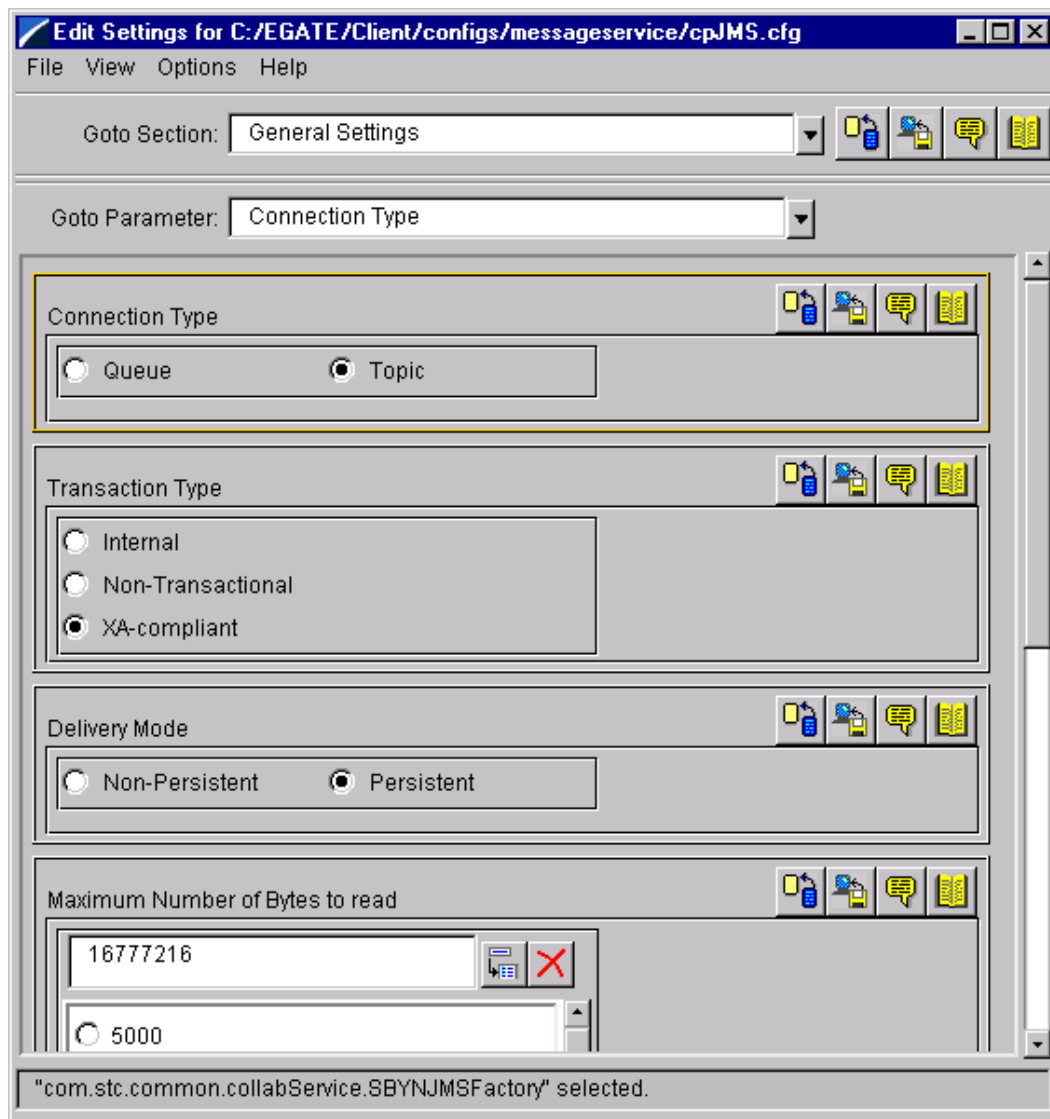 Edit Settings for C:/EGATE/Client/configs/messageservice/cpJMS.cfg
File View Options Help
Goto Section: General Settings
Goto Parameter: Connection Type
Connection Type
Queue Topic
Transaction Type
Internal
Non-Transactional
XA-compliant
Delivery Mode
Non-Persistent Persistent
Maximum Number of Bytes to read
16777216
5000
"com.stc.common.collabService.SBYNJMSFactory" selected.